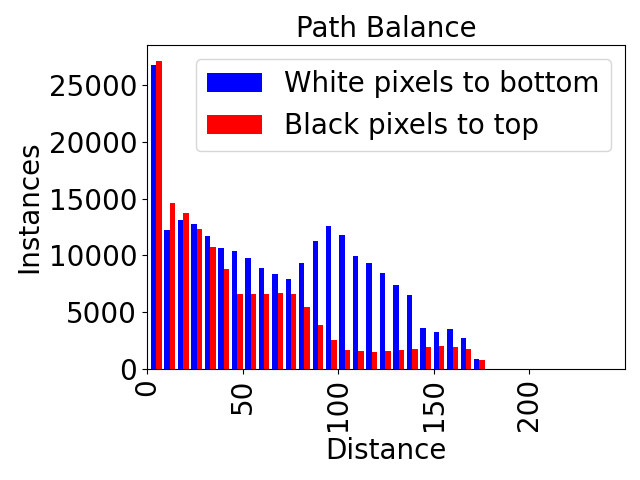 Path Balance
White pixels to bottom
Black pixels to top
Instances
25000
20000
15000
10000
5000
0
0
50
100
150
200
Distance